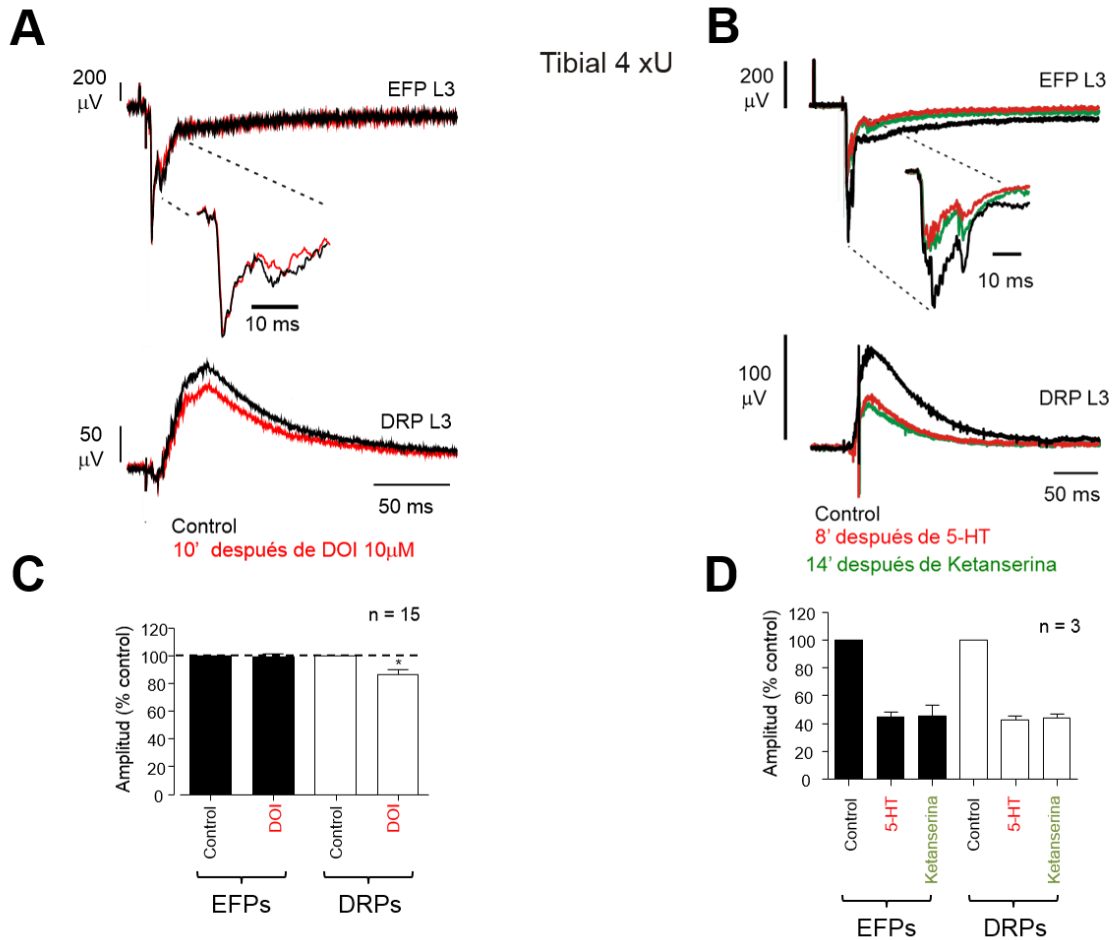 A
B
Tibial 4 xU
200
μV
EFP L3
10 ms
50
μV
DRP L3
50 ms
Control
10' después de DOI 10μM
200
μV
EFP L3
10 ms
100
μV
DRP L3
50 ms
Control
8' después de 5-HT
14' después de Ketanserina
C
n = 15
Amplitud (% control)
120
100
80
60
40
20
0
*
Control
DOI
Control
DOI
EFPs
DRPs
D
n = 3
Amplitud (% control)
120
100
80
60
40
20
0
Control
5-HT
Ketanserina
Control
5-HT
Ketanserina
EFPs
DRPs